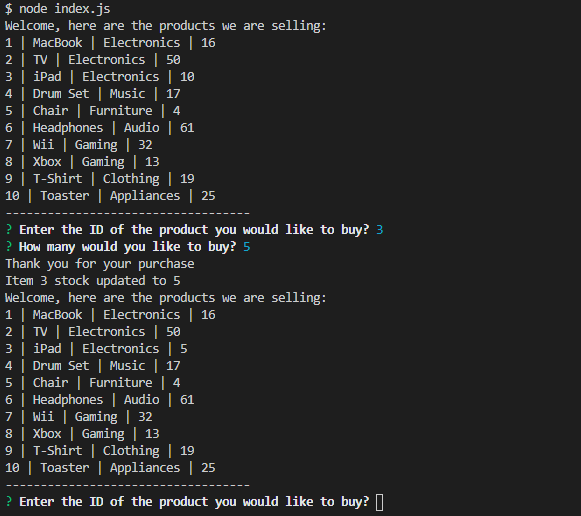 $ node index.js
Welcome, here are the products we are selling:
1 | MacBook | Electronics | 16
2 | TV | Electronics | 50
3 | iPad | Electronics | 10
4 | Drum Set | Music | 17
5 | Chair | Furniture | 4
6 | Headphones | Audio | 61
7 | Wii | Gaming | 32
8 | Xbox | Gaming | 13
9 | T-Shirt | Clothing | 19
10 | Toaster | Appliances | 25
-----------------------------------
? Enter the ID of the product you would like to buy? 3
? How many would you like to buy? 5
Thank you for your purchase
Item 3 stock updated to 5
Welcome, here are the products we are selling:
1 | MacBook | Electronics | 16
2 | TV | Electronics | 50
3 | iPad | Electronics | 5
4 | Drum Set | Music | 17
5 | Chair | Furniture | 4
6 | Headphones | Audio | 61
7 | Wii | Gaming | 32
8 | Xbox | Gaming | 13
9 | T-Shirt | Clothing | 19
10 | Toaster | Appliances | 25
-----------------------------------
? Enter the ID of the product you would like to buy?